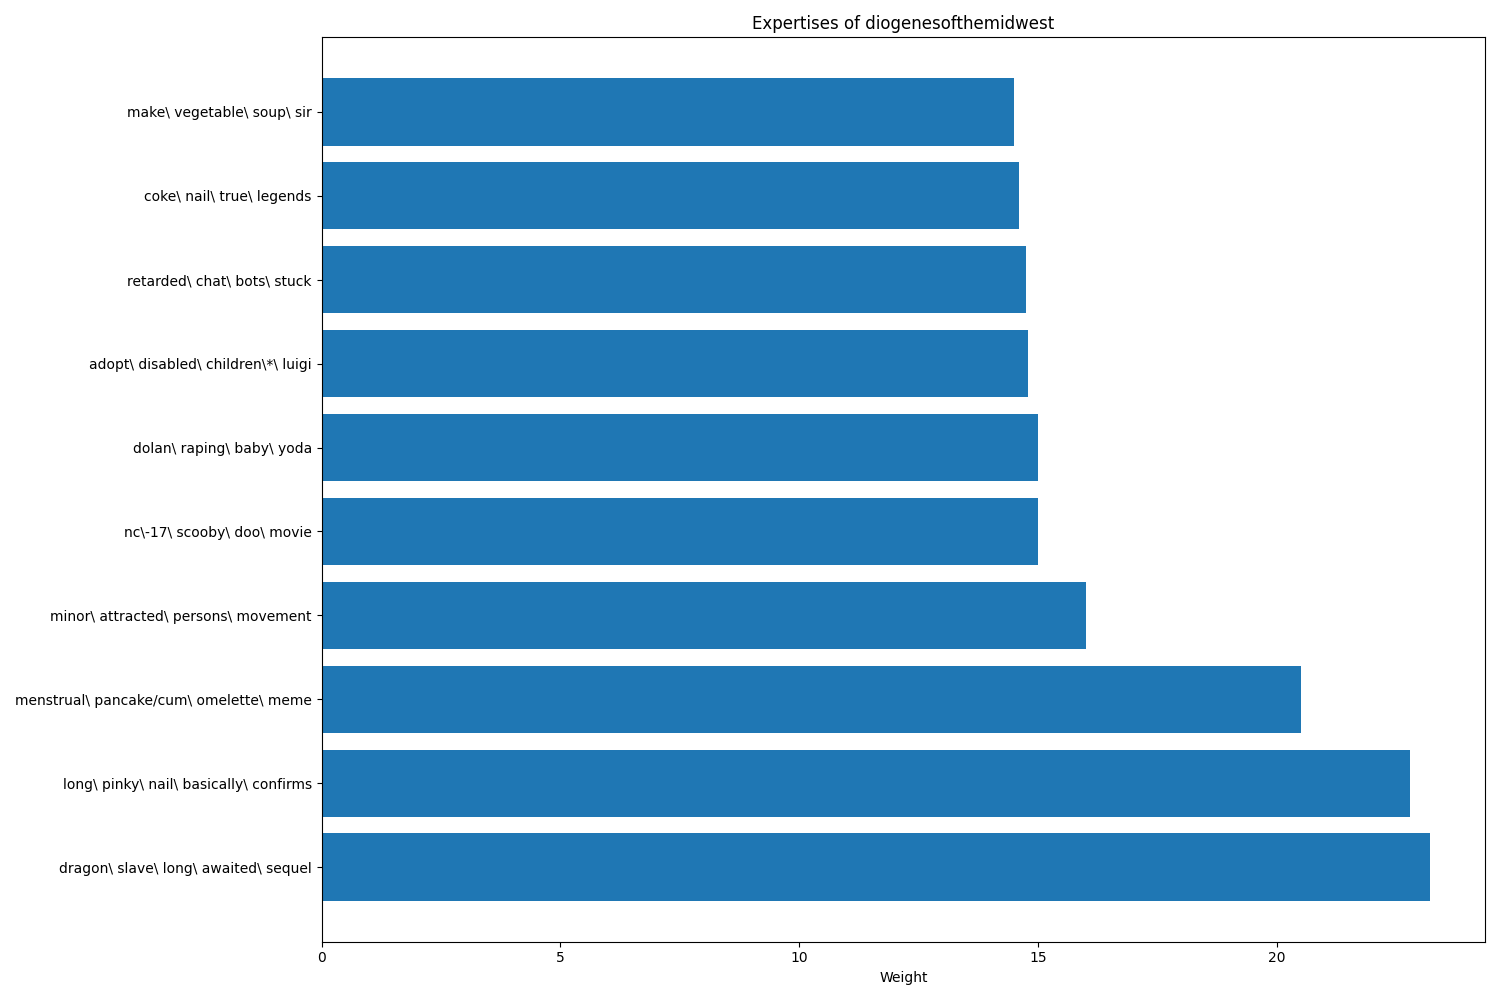 Expertises of diogenesofthemidwest
make\ vegetable\ soup\ sir
coke\ nail\ true\ legends
retarded\ chat\ bots\ stuck
adopt\ disabled\ children\*\ luigi
dolan\ raping\ baby\ yoda
nc\-17\ scooby\ doo\ movie
minor\ attracted\ persons\ movement
menstrual\ pancake/cum\ omelette\ meme
long\ pinky\ nail\ basically\ confirms
dragon\ slave\ long\ awaited\ sequel
0 5 10 15 20
Weight